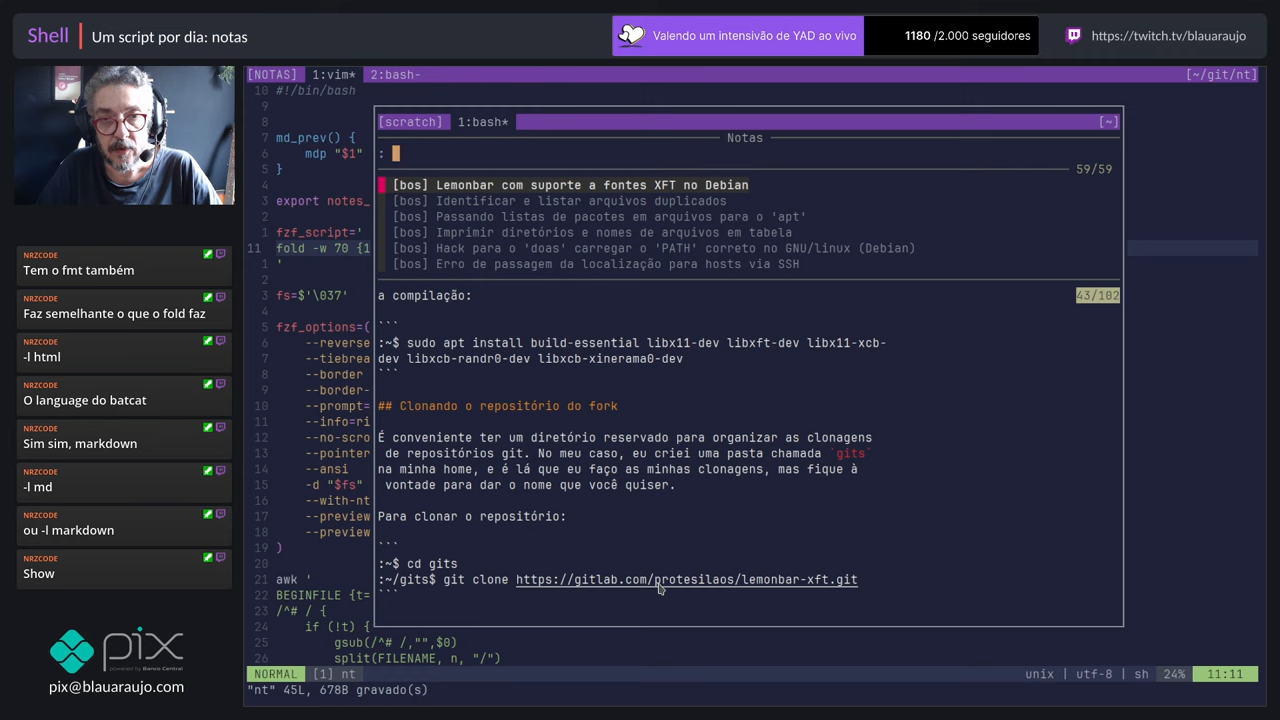 Shell | Um script por dia: notas
Valendo um intensivão de YAD ao vivo
1180 /2.000 seguidores
https://twitch.tv/blauaraujo
NRZCODE
Tem o fmt também
NRZCODE
Faz semelhante o que o fold faz
NRZCODE
-l html
NRZCODE
O language do batcat
NRZCODE
Sim sim, markdown
NRZCODE
-l md
NRZCODE
ou -l markdown
NRZCODE
Show
pix
powered by Banco Central
pix@blauaraujo.com
[NOTAS] 1:vim* 2:bash- [~/git/nt]
10 #!/bin/bash
9
8
7 md_prev() {
6 mdp "$1"
5 }
4
3 export notes_
2
1 fzf_script='
11 fold -w 70 {1
1 '
2
3 fs=$'\037'
4
5 fzf_options=(
6 --reverse
7 --tiebrea
8 --border
9 --border-
10 --prompt=
11 --info=ri
12 --no-scro
13 --pointer
14 --ansi
15 -d "$fs"
16 --with-nt
17 --preview
18 --preview
19 )
20
21 awk '
22 BEGINFILE {t=
23 /^# / {
24 if (!t) {
25 gsub(/^# /,"",$0)
26 split(FILENAME, n, "/")
NORMAL [1] nt unix | utf-8 | sh 24% 11:11
"nt" 45L, 678B gravado(s)
[scratch] 1:bash* [~]
Notas
:
59/59
[bos] Lemonbar com suporte a fontes XFT no Debian
[bos] Identificar e listar arquivos duplicados
[bos] Passando listas de pacotes em arquivos para o 'apt'
[bos] Imprimir diretórios e nomes de arquivos em tabela
[bos] Hack para o 'doas' carregar o 'PATH' correto no GNU/linux (Debian)
[bos] Erro de passagem da localização para hosts via SSH
a compilação: 43/102
```
:~$ sudo apt install build-essential libx11-dev libxft-dev libx11-xcb-
dev libxcb-randr0-dev libxcb-xinerama0-dev
```
## Clonando o repositório do fork
É conveniente ter um diretório reservado para organizar as clonagens
de repositórios git. No meu caso, eu criei uma pasta chamada `gits`
na minha home, e é lá que eu faço as minhas clonagens, mas fique à
vontade para dar o nome que você quiser.
Para clonar o repositório:
```
:~$ cd gits
:~/gits$ git clone https://gitlab.com/protesilaos/lemonbar-xft.git
```